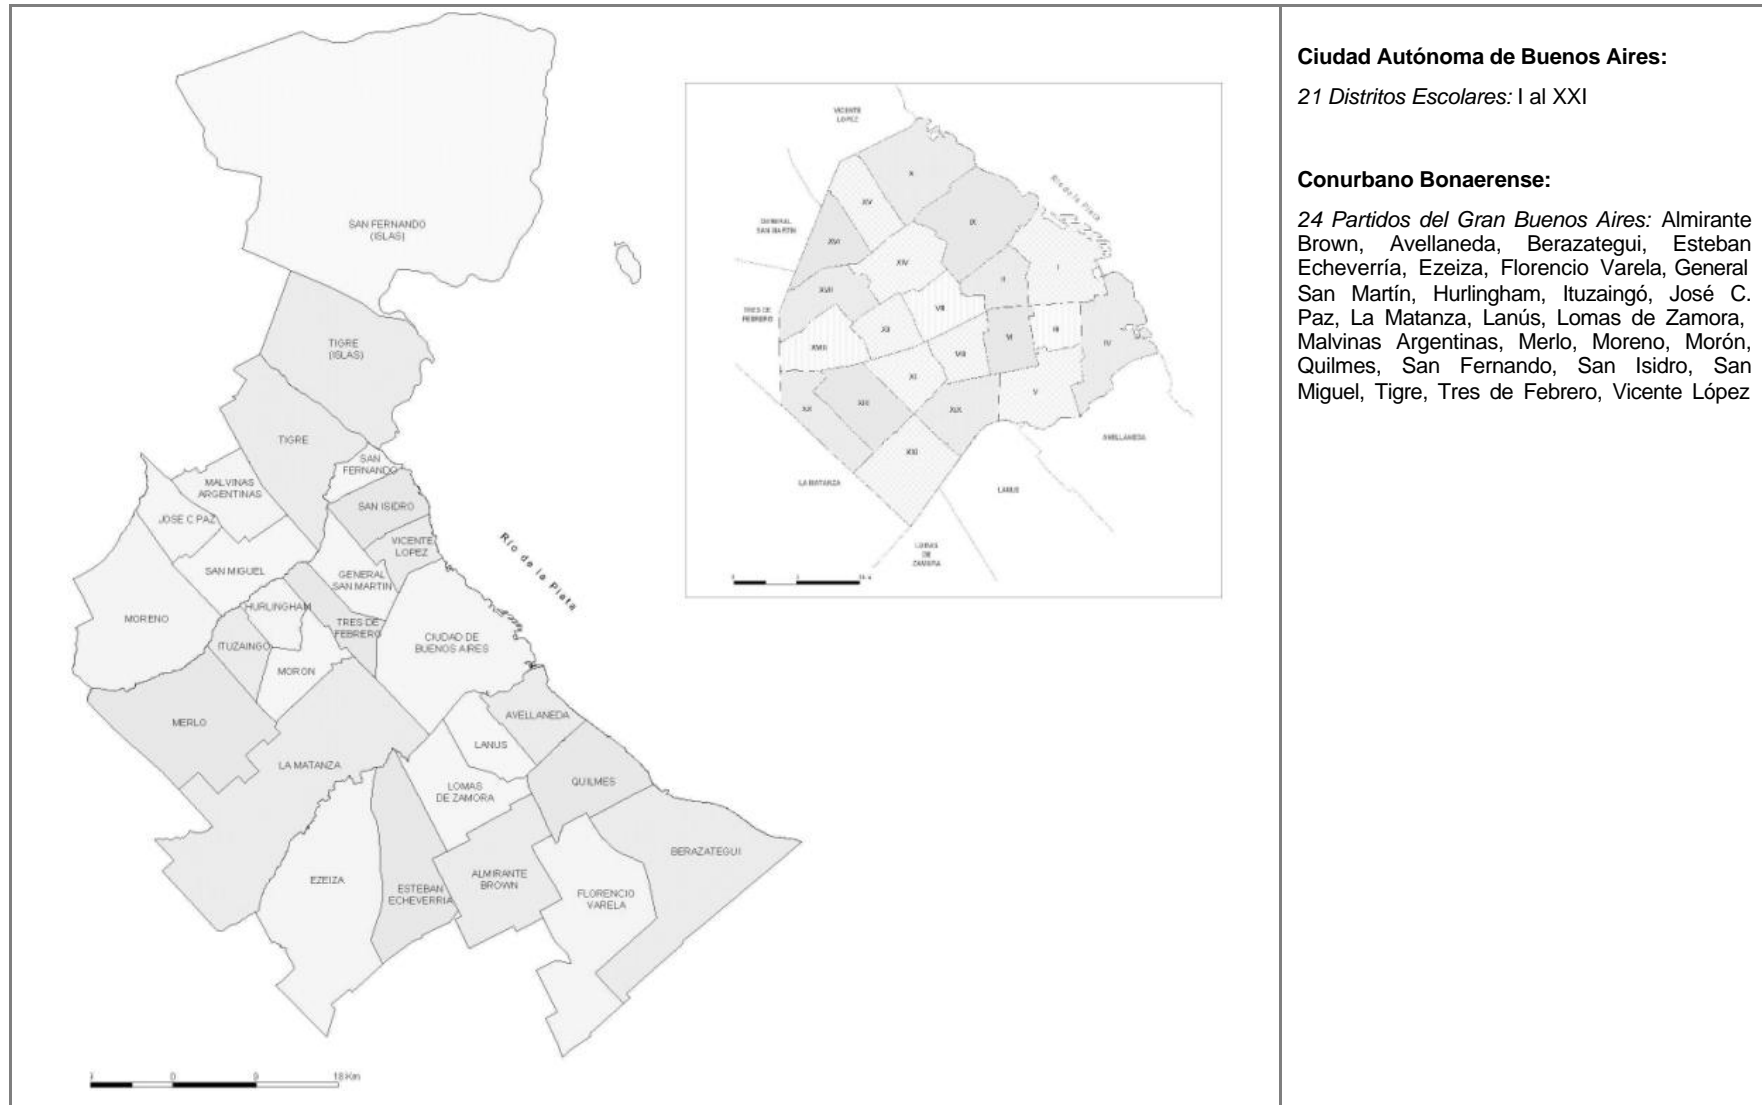 SAN FERNANDO
(ISLAS)
TIGRE
(ISLAS)
TIGRE
SAN
FERNANDO
MALVINAS
ARGENTINAS
SAN ISIDRO
JOSE C PAZ
VICENTE
LOPEZ
SAN MIGUEL
GENERAL
SAN MARTIN
Río de la Plata
HURLINGHAM
MORENO
TRES DE
FEBRERO
CIUDAD DE
BUENOS AIRES
ITUZAINGO
MORON
MERLO
AVELLANEDA
LANUS
LA MATANZA
LOMAS
DE ZAMORA
QUILMES
BERAZATEGUI
EZEIZA
ALMIRANTE
BROWN
ESTEBAN
ECHEVERRIA
FLORENCIO
VARELA
0 9 18 Km
VICENTE
LOPEZ
X
Río de la Plata
XV
GENERAL
SAN MARTIN
IX
XVI
XIV
I
II
XVII
VII
TRES DE
FEBRERO
XII
VI
III
IV
XVIII
VIII
XI
V
XX
XIII
XIX
AVELLANEDA
XXI
LA MATANZA
LANUS
LOMAS
DE
ZAMORA
Ciudad Autónoma de Buenos Aires:
21 Distritos Escolares: I al XXI
Conurbano Bonaerense:
24 Partidos del Gran Buenos Aires: Almirante
Brown, Avellaneda, Berazategui, Esteban
Echeverría, Ezeiza, Florencio Varela, General
San Martín, Hurlingham, Ituzaingó, José C.
Paz, La Matanza, Lanús, Lomas de Zamora,
Malvinas Argentinas, Merlo, Moreno, Morón,
Quilmes, San Fernando, San Isidro, San
Miguel, Tigre, Tres de Febrero, Vicente López